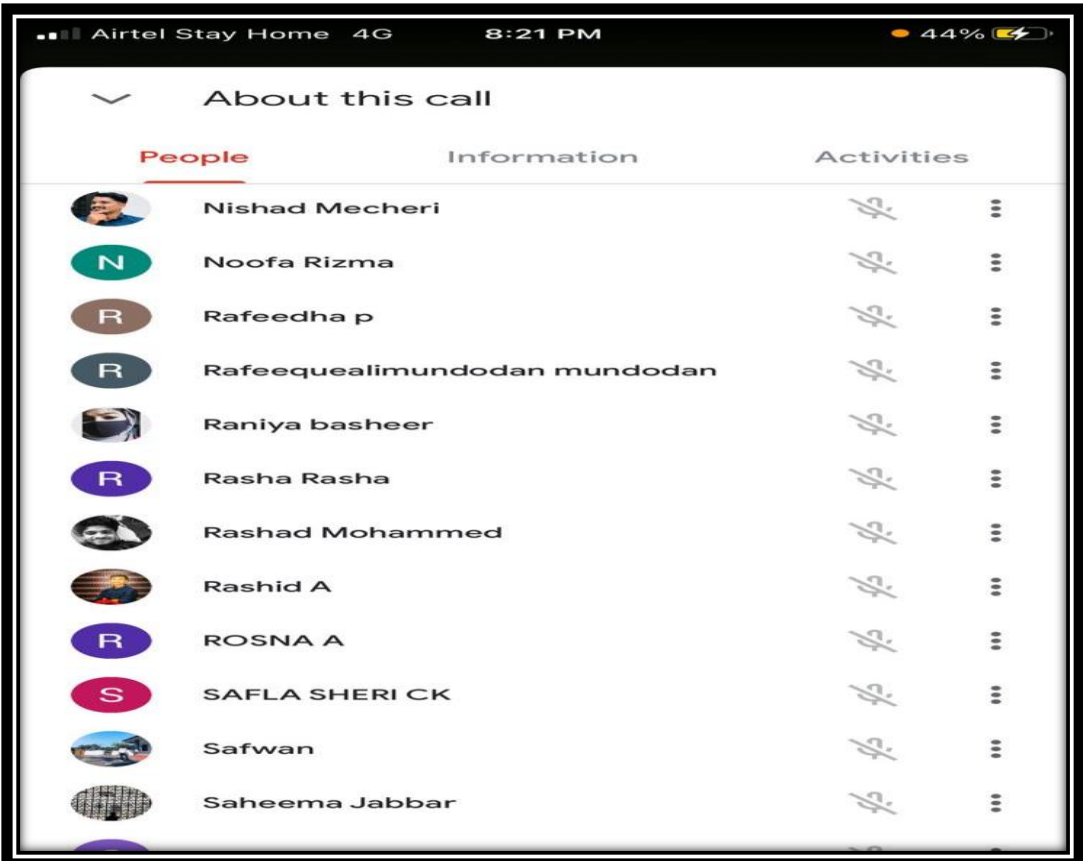 Airtel Stay Home 4G 8:21 PM 44%
About this call
People Information Activities
Nishad Mecheri
N Noofa Rizma
R Rafeedha p
R Rafeequealimundodan mundodan
Raniya basheer
R Rasha Rasha
Rashad Mohammed
Rashid A
R ROSNA A
S SAFLA SHERI CK
Safwan
Saheema Jabbar